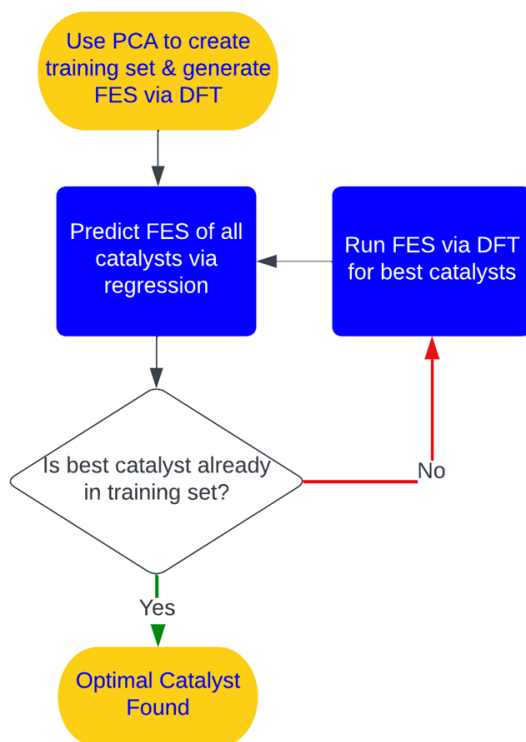 Use PCA to create
training set & generate
FES via DFT
Predict FES of all
catalysts via
regression
Run FES via DFT
for best catalysts
Is best catalyst already
in training set?
No
Yes
Optimal Catalyst
Found